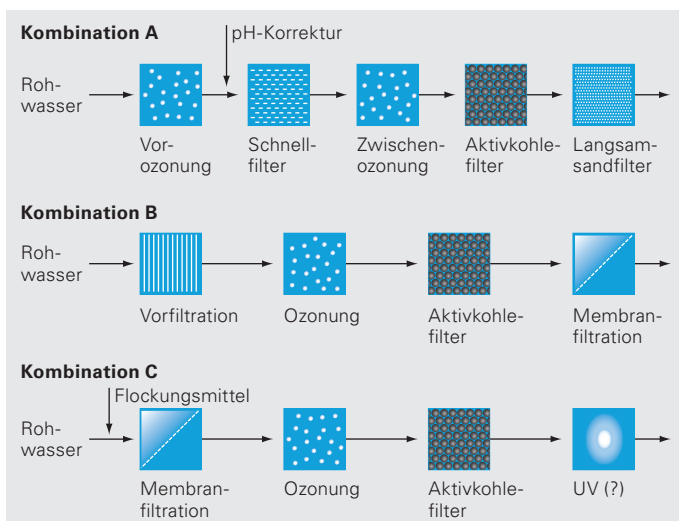 Kombination A
pH-Korrektur
Roh-
wasser
Vor-
ozonung
Schnell-
filter
Zwischen-
ozonung
Aktivkohle-
filter
Langsam-
sandfilter
Kombination B
Roh-
wasser
Vorfiltration
Ozonung
Aktivkohle-
filter
Membran-
filtration
Kombination C
Flockungsmittel
Roh-
wasser
Membran-
filtration
Ozonung
Aktivkohle-
filter
UV (?)